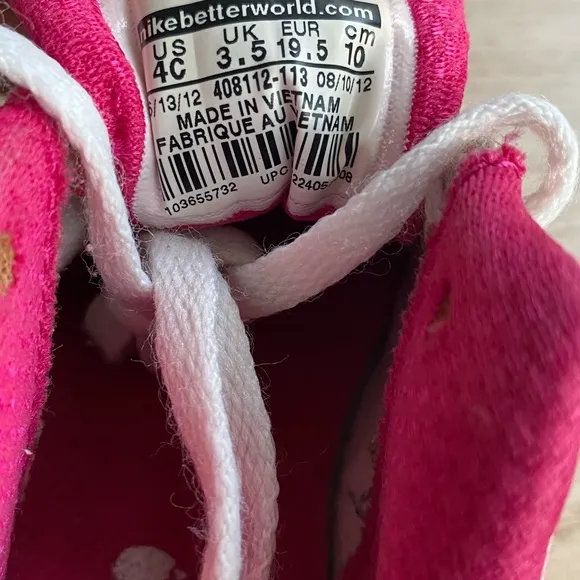 nikebetterworld.com
US UK EUR cm
4C 3.5 19.5 10
/13/12 408112-113 08/10/12
MADE IN VIETNAM
FABRIQUE AU VIETNAM
103655732 UPC